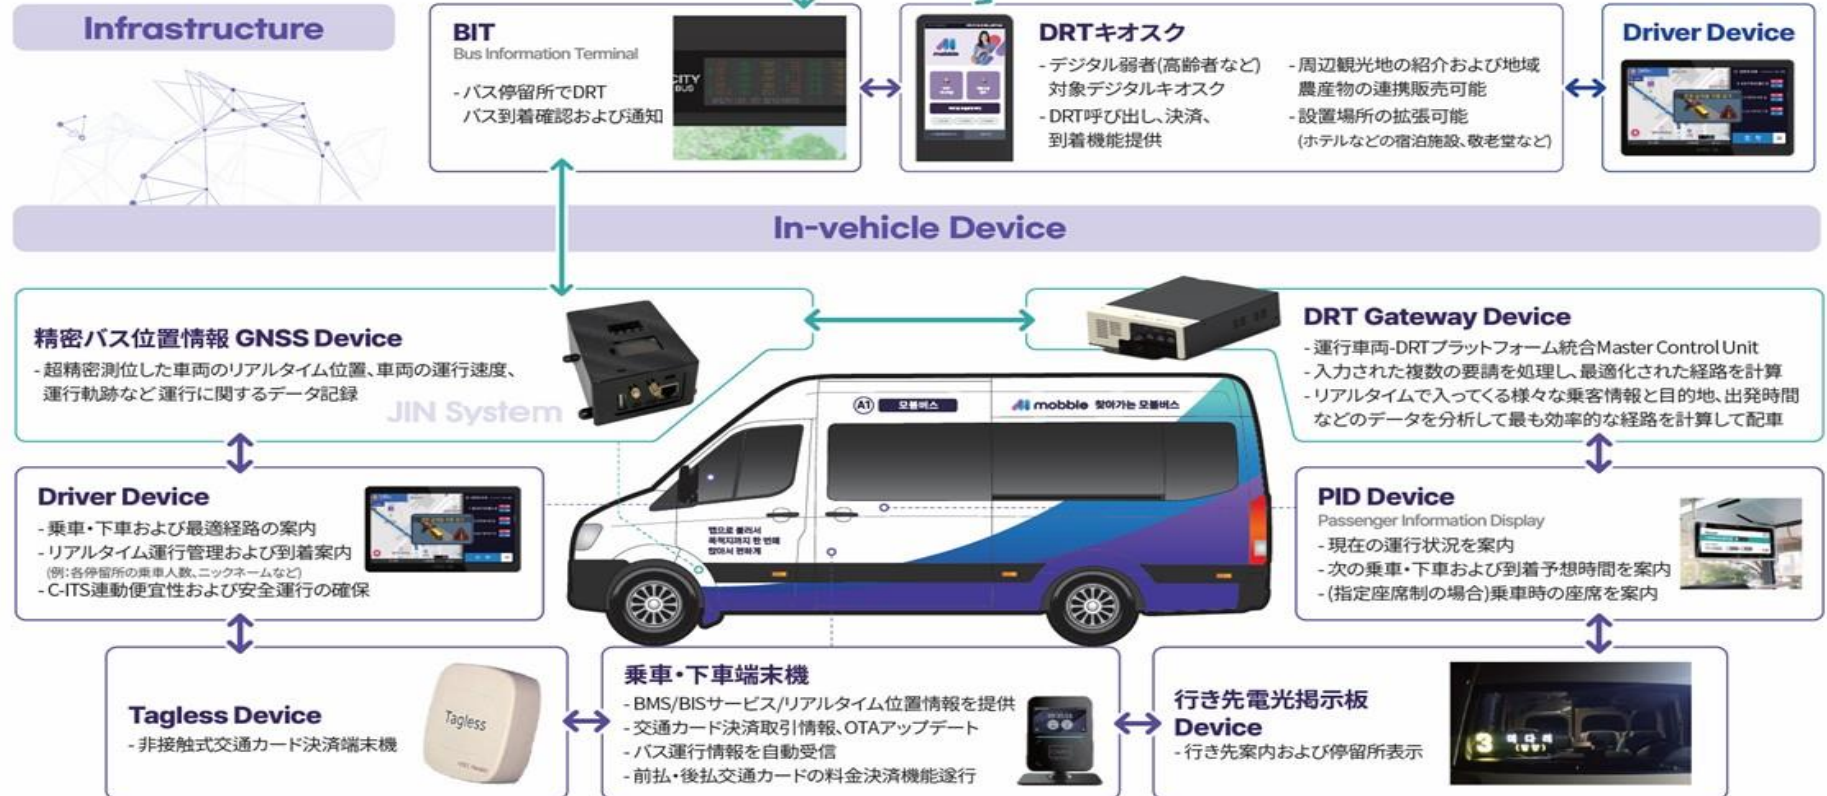 Infrastructure
BIT
Bus Information Terminal
- バス停留所でDRT
バス到着確認および通知
CITY
BUS
mobble
DRTキオスク
- デジタル弱者(高齢者など)
対象デジタルキオスク
- DRT呼び出し、決済、
到着機能提供
- 周辺観光地の紹介および地域
農産物の連携販売可能
- 設置場所の拡張可能
(ホテルなどの宿泊施設、敬老堂など)
Driver Device
In-vehicle Device
精密バス位置情報 GNSS Device
- 超精密測位した車両のリアルタイム位置、車両の運行速度、
運行軌跡など 運行に関するデータ記録
JIN System
DRT Gateway Device
- 運行車両-DRTプラットフォーム統合Master Control Unit
- 入力された複数の要請を処理し、最適化された経路を計算
- リアルタイムで入ってくる様々な乗客情報と目的地、出発時間
などのデータを分析して最も効率的な経路を計算して配車
A1 모블버스
mobble 찾아가는 모블버스
앱으로 불러서
목적지까지 한 번에
앉아서 편하게
Driver Device
- 乗車・下車および最適経路の案内
- リアルタイム運行管理および到着案内
(例：各停留所の乗車人数、ニックネームなど)
- C-ITS連動便宜性および安全運行の確保
PID Device
Passenger Information Display
- 現在の運行状況を案内
- 次の乗車・下車および到着予想時間を案内
- (指定座席制の場合)乗車時の座席を案内
Tagless Device
- 非接触式交通カード決済端末機
Tagless
乗車・下車端末機
- BMS/BISサービス/リアルタイム位置情報を提供
- 交通カード決済取引情報、OTAアップデート
- バス運行情報を自動受信
- 前払・後払交通カードの料金決済機能遂行
行き先電光掲示板
Device
- 行き先案内および停留所表示
3